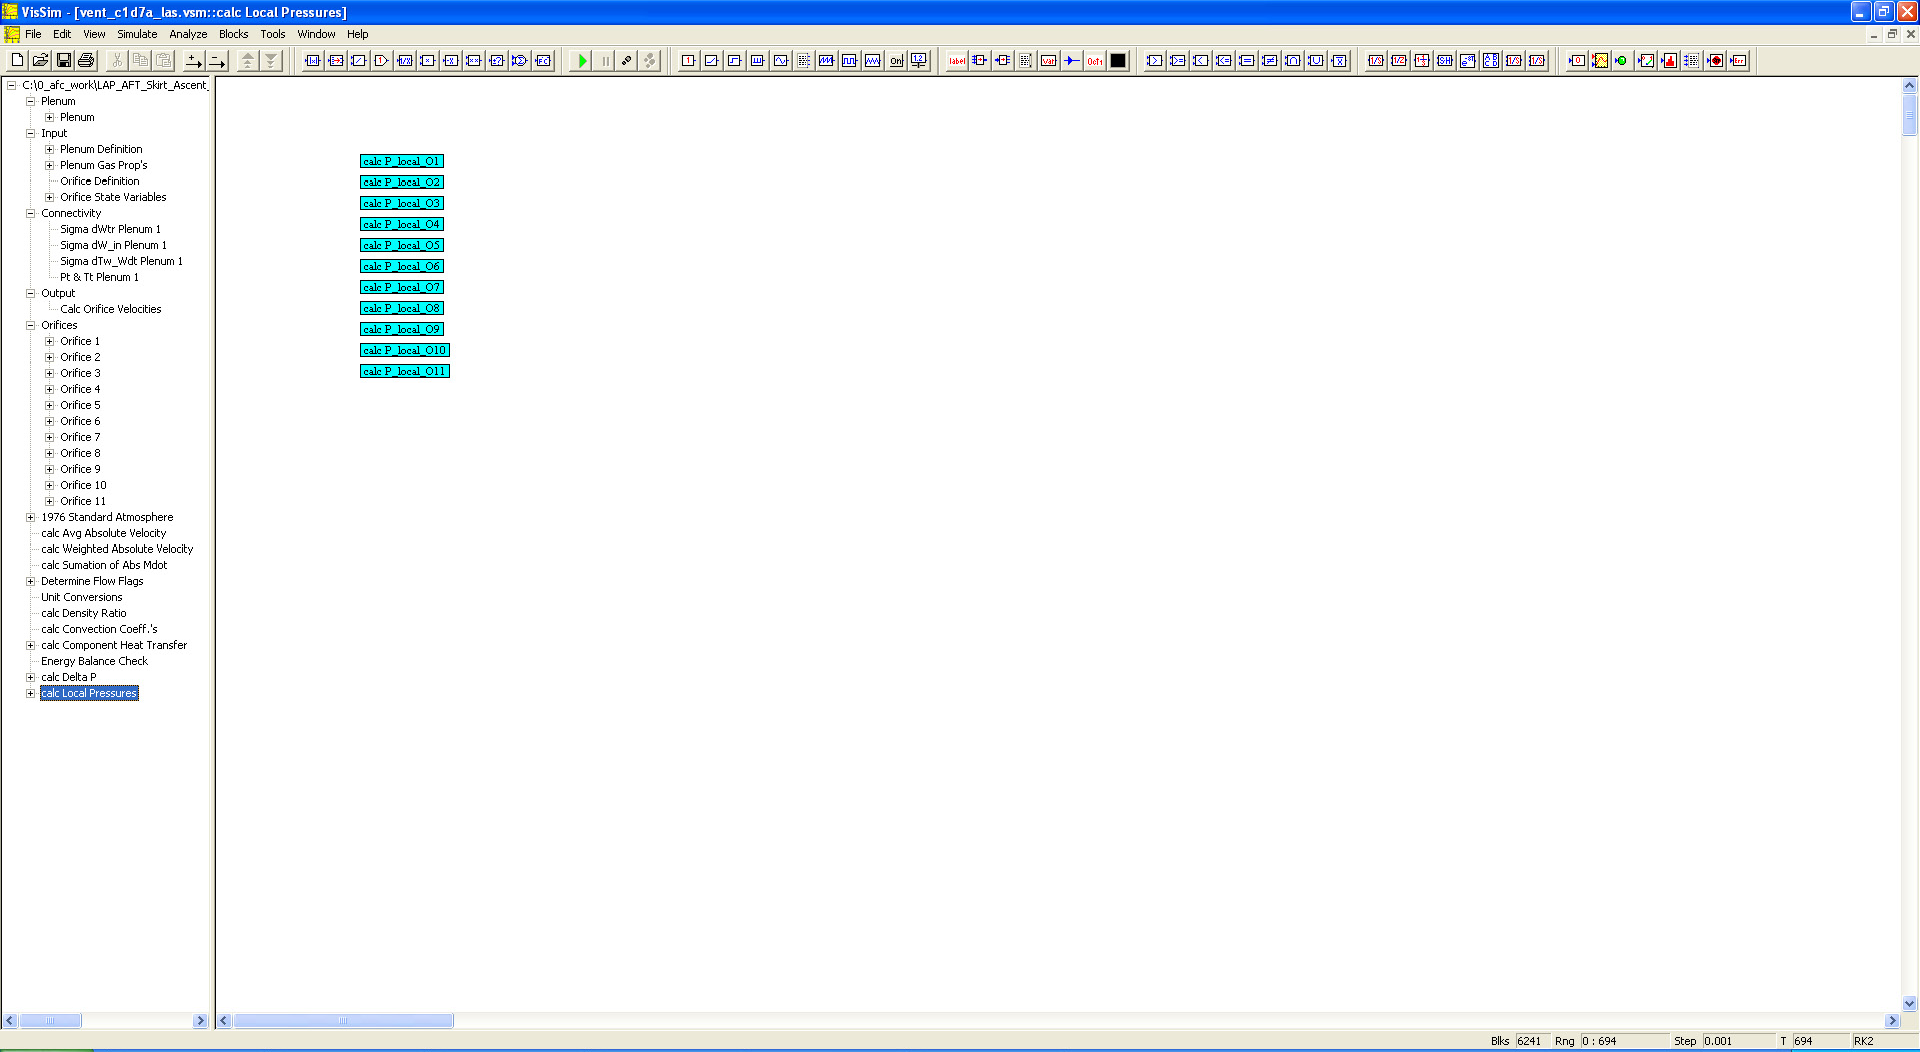 VisSim - [vent_c1d7a_las.vsm::calc Local Pressures]
File Edit View Simulate Analyze Blocks Tools Window Help
C:\0_afc_work\LAP_AFT_Skirt_Ascent_
Plenum
Plenum
Input
Plenum Definition
Plenum Gas Prop's
Orifice Definition
Orifice State Variables
Connectivity
Sigma dWtr Plenum 1
Sigma dW_in Plenum 1
Sigma dTw_Wdt Plenum 1
Pt & Tt Plenum 1
Output
Calc Orifice Velocities
Orifices
Orifice 1
Orifice 2
Orifice 3
Orifice 4
Orifice 5
Orifice 6
Orifice 7
Orifice 8
Orifice 9
Orifice 10
Orifice 11
1976 Standard Atmosphere
calc Avg Absolute Velocity
calc Weighted Absolute Velocity
calc Sumation of Abs Mdot
Determine Flow Flags
Unit Conversions
calc Density Ratio
calc Convection Coeff.'s
calc Component Heat Transfer
Energy Balance Check
calc Delta P
calc Local Pressures
calc P_local_O1
calc P_local_O2
calc P_local_O3
calc P_local_O4
calc P_local_O5
calc P_local_O6
calc P_local_O7
calc P_local_O8
calc P_local_O9
calc P_local_O10
calc P_local_O11
Blks 6241 Rng 0 : 694 Step 0.001 T 694 RK2